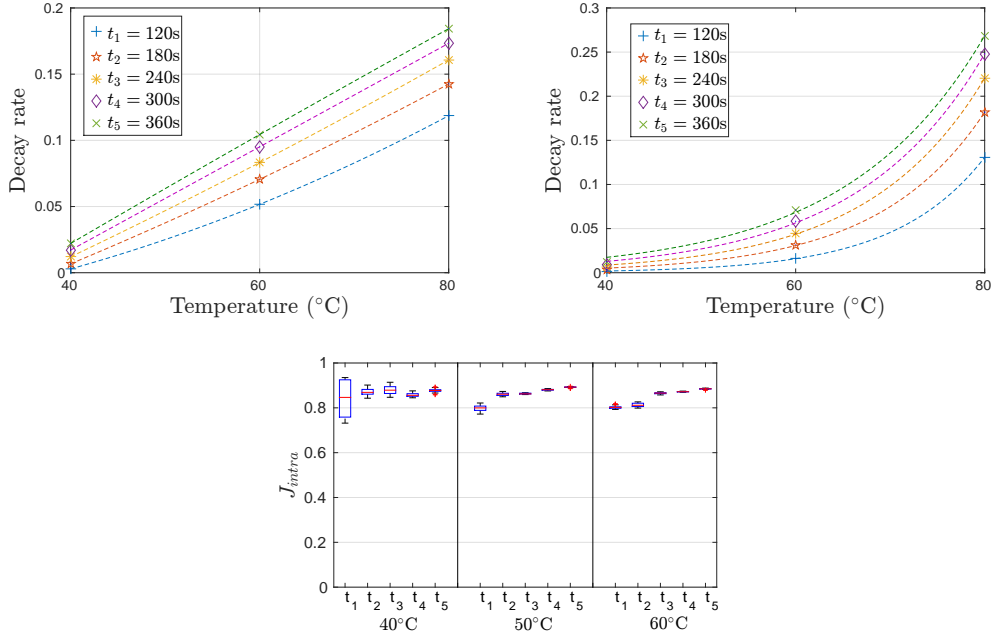 0.2
0.15
0.1
0.05
0
Decay rate
t₁ = 120s
t₂ = 180s
t₃ = 240s
t₄ = 300s
t₅ = 360s
40 60 80
Temperature (°C)
0.3
0.25
0.2
0.15
0.1
0.05
0
Decay rate
t₁ = 120s
t₂ = 180s
t₃ = 240s
t₄ = 300s
t₅ = 360s
40 60 80
Temperature (°C)
1
0.8
0.6
0.4
0.2
0
J_intra
t₁ t₂ t₃ t₄ t₅ t₁ t₂ t₃ t₄ t₅ t₁ t₂ t₃ t₄ t₅
40°C 50°C 60°C